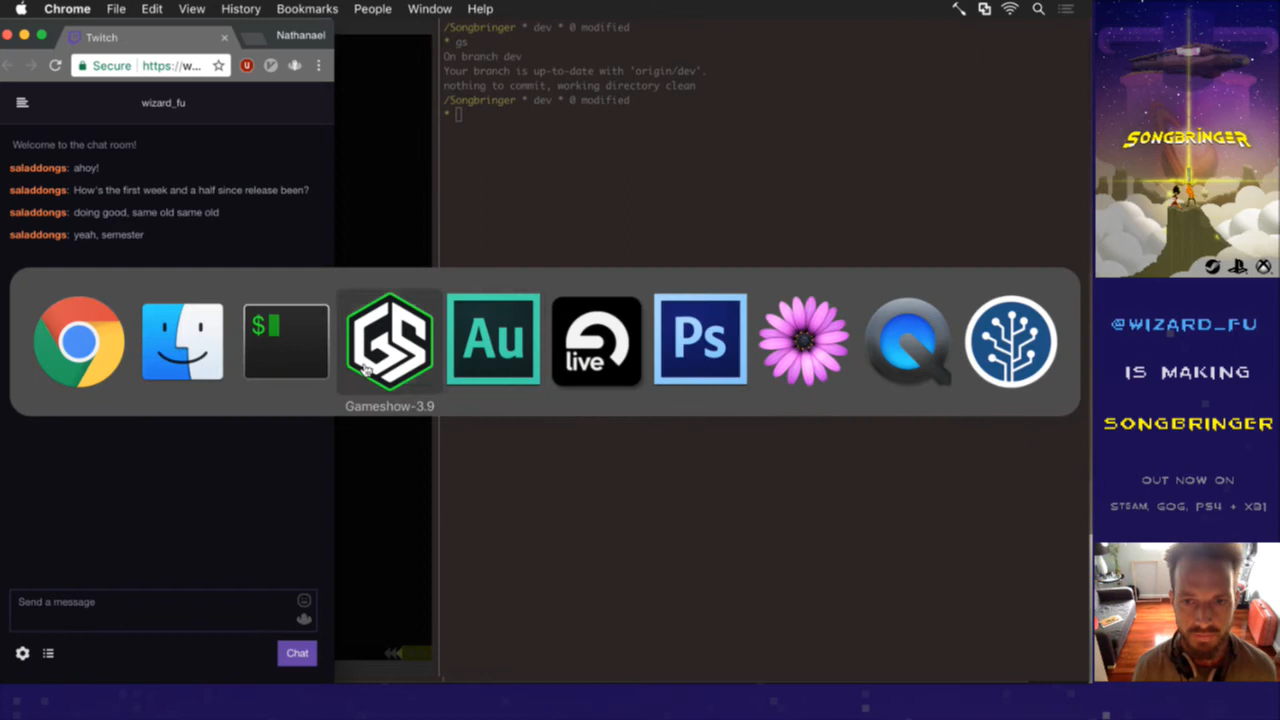 Chrome File Edit View History Bookmarks People Window Help
Twitch
Nathanael
Secure https://w...
wizard_fu
Welcome to the chat room!
saladdongs: ahoy!
saladdongs: How's the first week and a half since release been?
saladdongs: doing good, same old same old
saladdongs: yeah, semester
/Songbringer * dev * 0 modified
* gs
On branch dev
Your branch is up-to-date with 'origin/dev'.
nothing to commit, working directory clean
/Songbringer * dev * 0 modified
*
$
GS
Au
live
Ps
Gameshow-3.9
Send a message
Chat
SONGBRINGER
@WIZARD_FU
IS MAKING
SONGBRINGER
OUT NOW ON
STEAM, GOG, PS4 + XB1